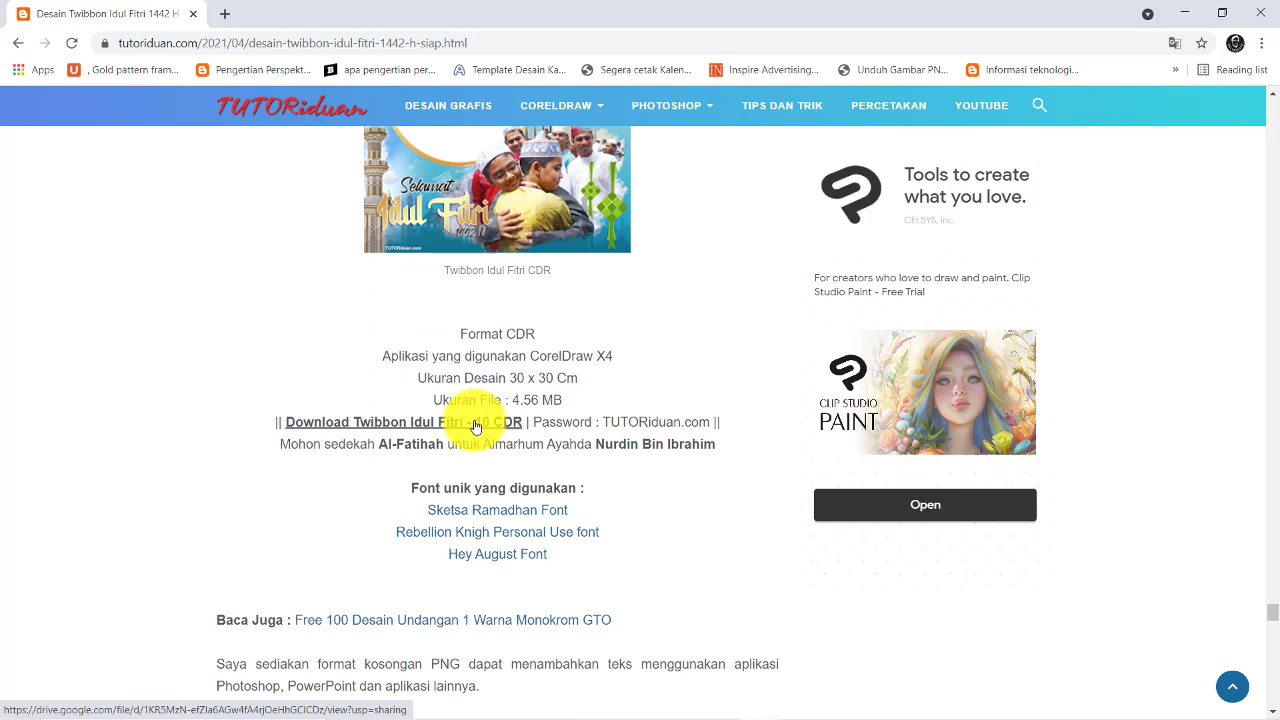 Desain Twibbon Idul Fitri 1442 H
tutoriduan.com/2021/04/desain-twibbon-idul-fitri-1442-h-siap.html
Apps
, Gold pattern fram...
Pengertian Perspekt...
apa pengertian per...
Template Desain Ka...
Segera cetak Kalen...
Inspire Advertising...
Unduh Gambar PN...
Informasi teknologi...
»
Reading list
TUTORiduan
DESAIN GRAFIS
CORELDRAW
PHOTOSHOP
TIPS DAN TRIK
PERCETAKAN
YOUTUBE
Selamat
Idul Fitri
1442 H
TUTORiduan.com
Twibbon Idul Fitri CDR
Format CDR
Aplikasi yang digunakan CorelDraw X4
Ukuran Desain 30 x 30 Cm
Ukuran File : 4.56 MB
|| Download Twibbon Idul Fitri - 10 CDR | Password : TUTORiduan.com ||
Mohon sedekah Al-Fatihah untuk Almarhum Ayahda Nurdin Bin Ibrahim
Font unik yang digunakan :
Sketsa Ramadhan Font
Rebellion Knigh Personal Use font
Hey August Font
Baca Juga : Free 100 Desain Undangan 1 Warna Monokrom GTO
Saya sediakan format kosongan PNG dapat menambahkan teks menggunakan aplikasi
Photoshop, PowerPoint dan aplikasi lainnya.
Tools to create
what you love.
CELSYS, Inc.
For creators who love to draw and paint. Clip
Studio Paint - Free Trial
CLIP STUDIO
PAINT
Open
https://drive.google.com/file/d/1KR5MzN-efZIa6AGw4fA4rjOeHhGCICDz/view?usp=sharing